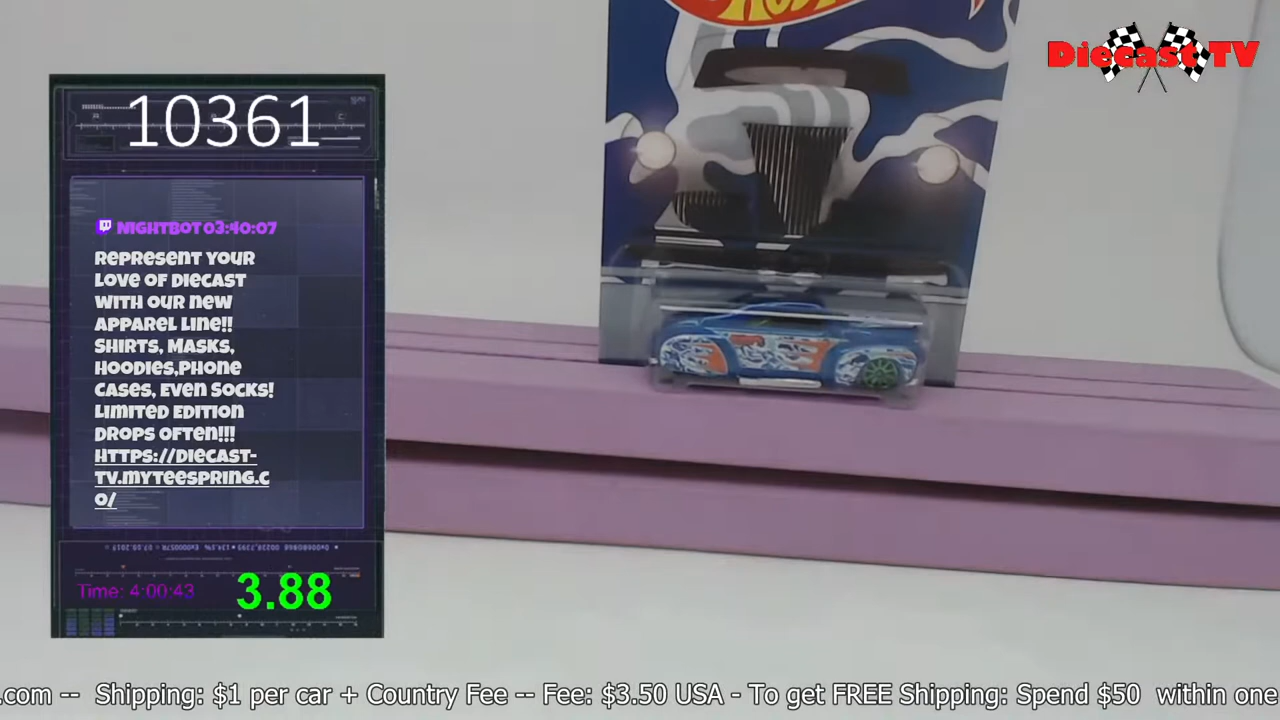 Diecast TV
10361
NIGHTBOT 03:40:07
REPRESENT YOUR
LOVE OF DIECAST
WITH OUR NEW
APPAREL LINE!!
SHIRTS, MASKS,
HOODIES,PHONE
CASES, EVEN SOCKS!
LIMITED EDITION
DROPS OFTEN!!!
HTTPS://DIECAST-
TV.MYTEESPRING.C
O/
Time: 4:00:43
3.88
.com -- Shipping: $1 per car + Country Fee -- Fee: $3.50 USA - To get FREE Shipping: Spend $50 within one